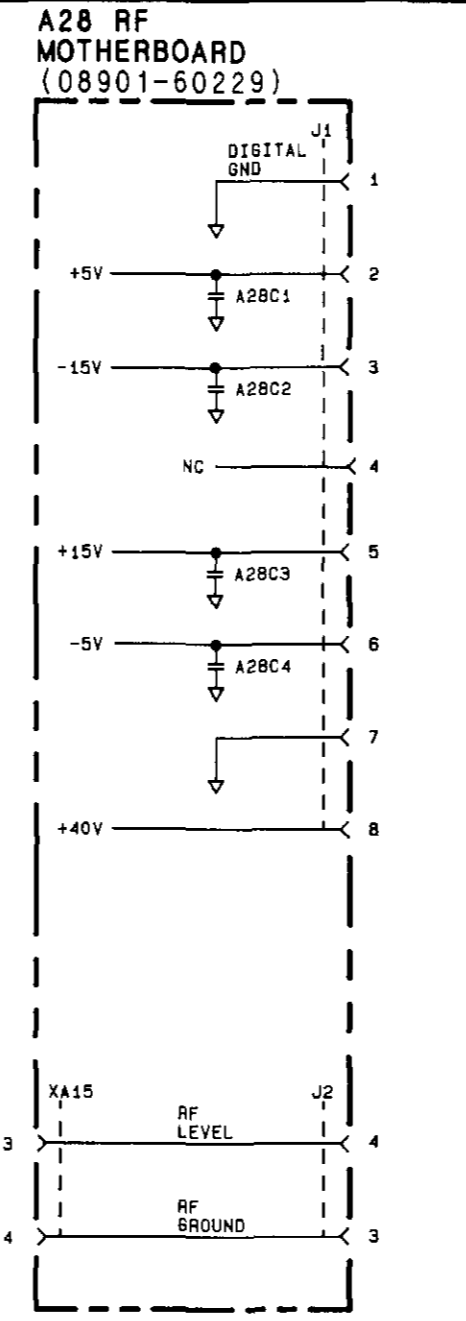 A28 RF
MOTHERBOARD
(08901-60229)
J1
DIGITAL
GND
1
+5V
2
A28C1
-15V
3
A28C2
NC
4
+15V
5
A28C3
-5V
6
A28C4
7
+40V
8
XA15
J2
RF
LEVEL
3
4
RF
GROUND
4
3